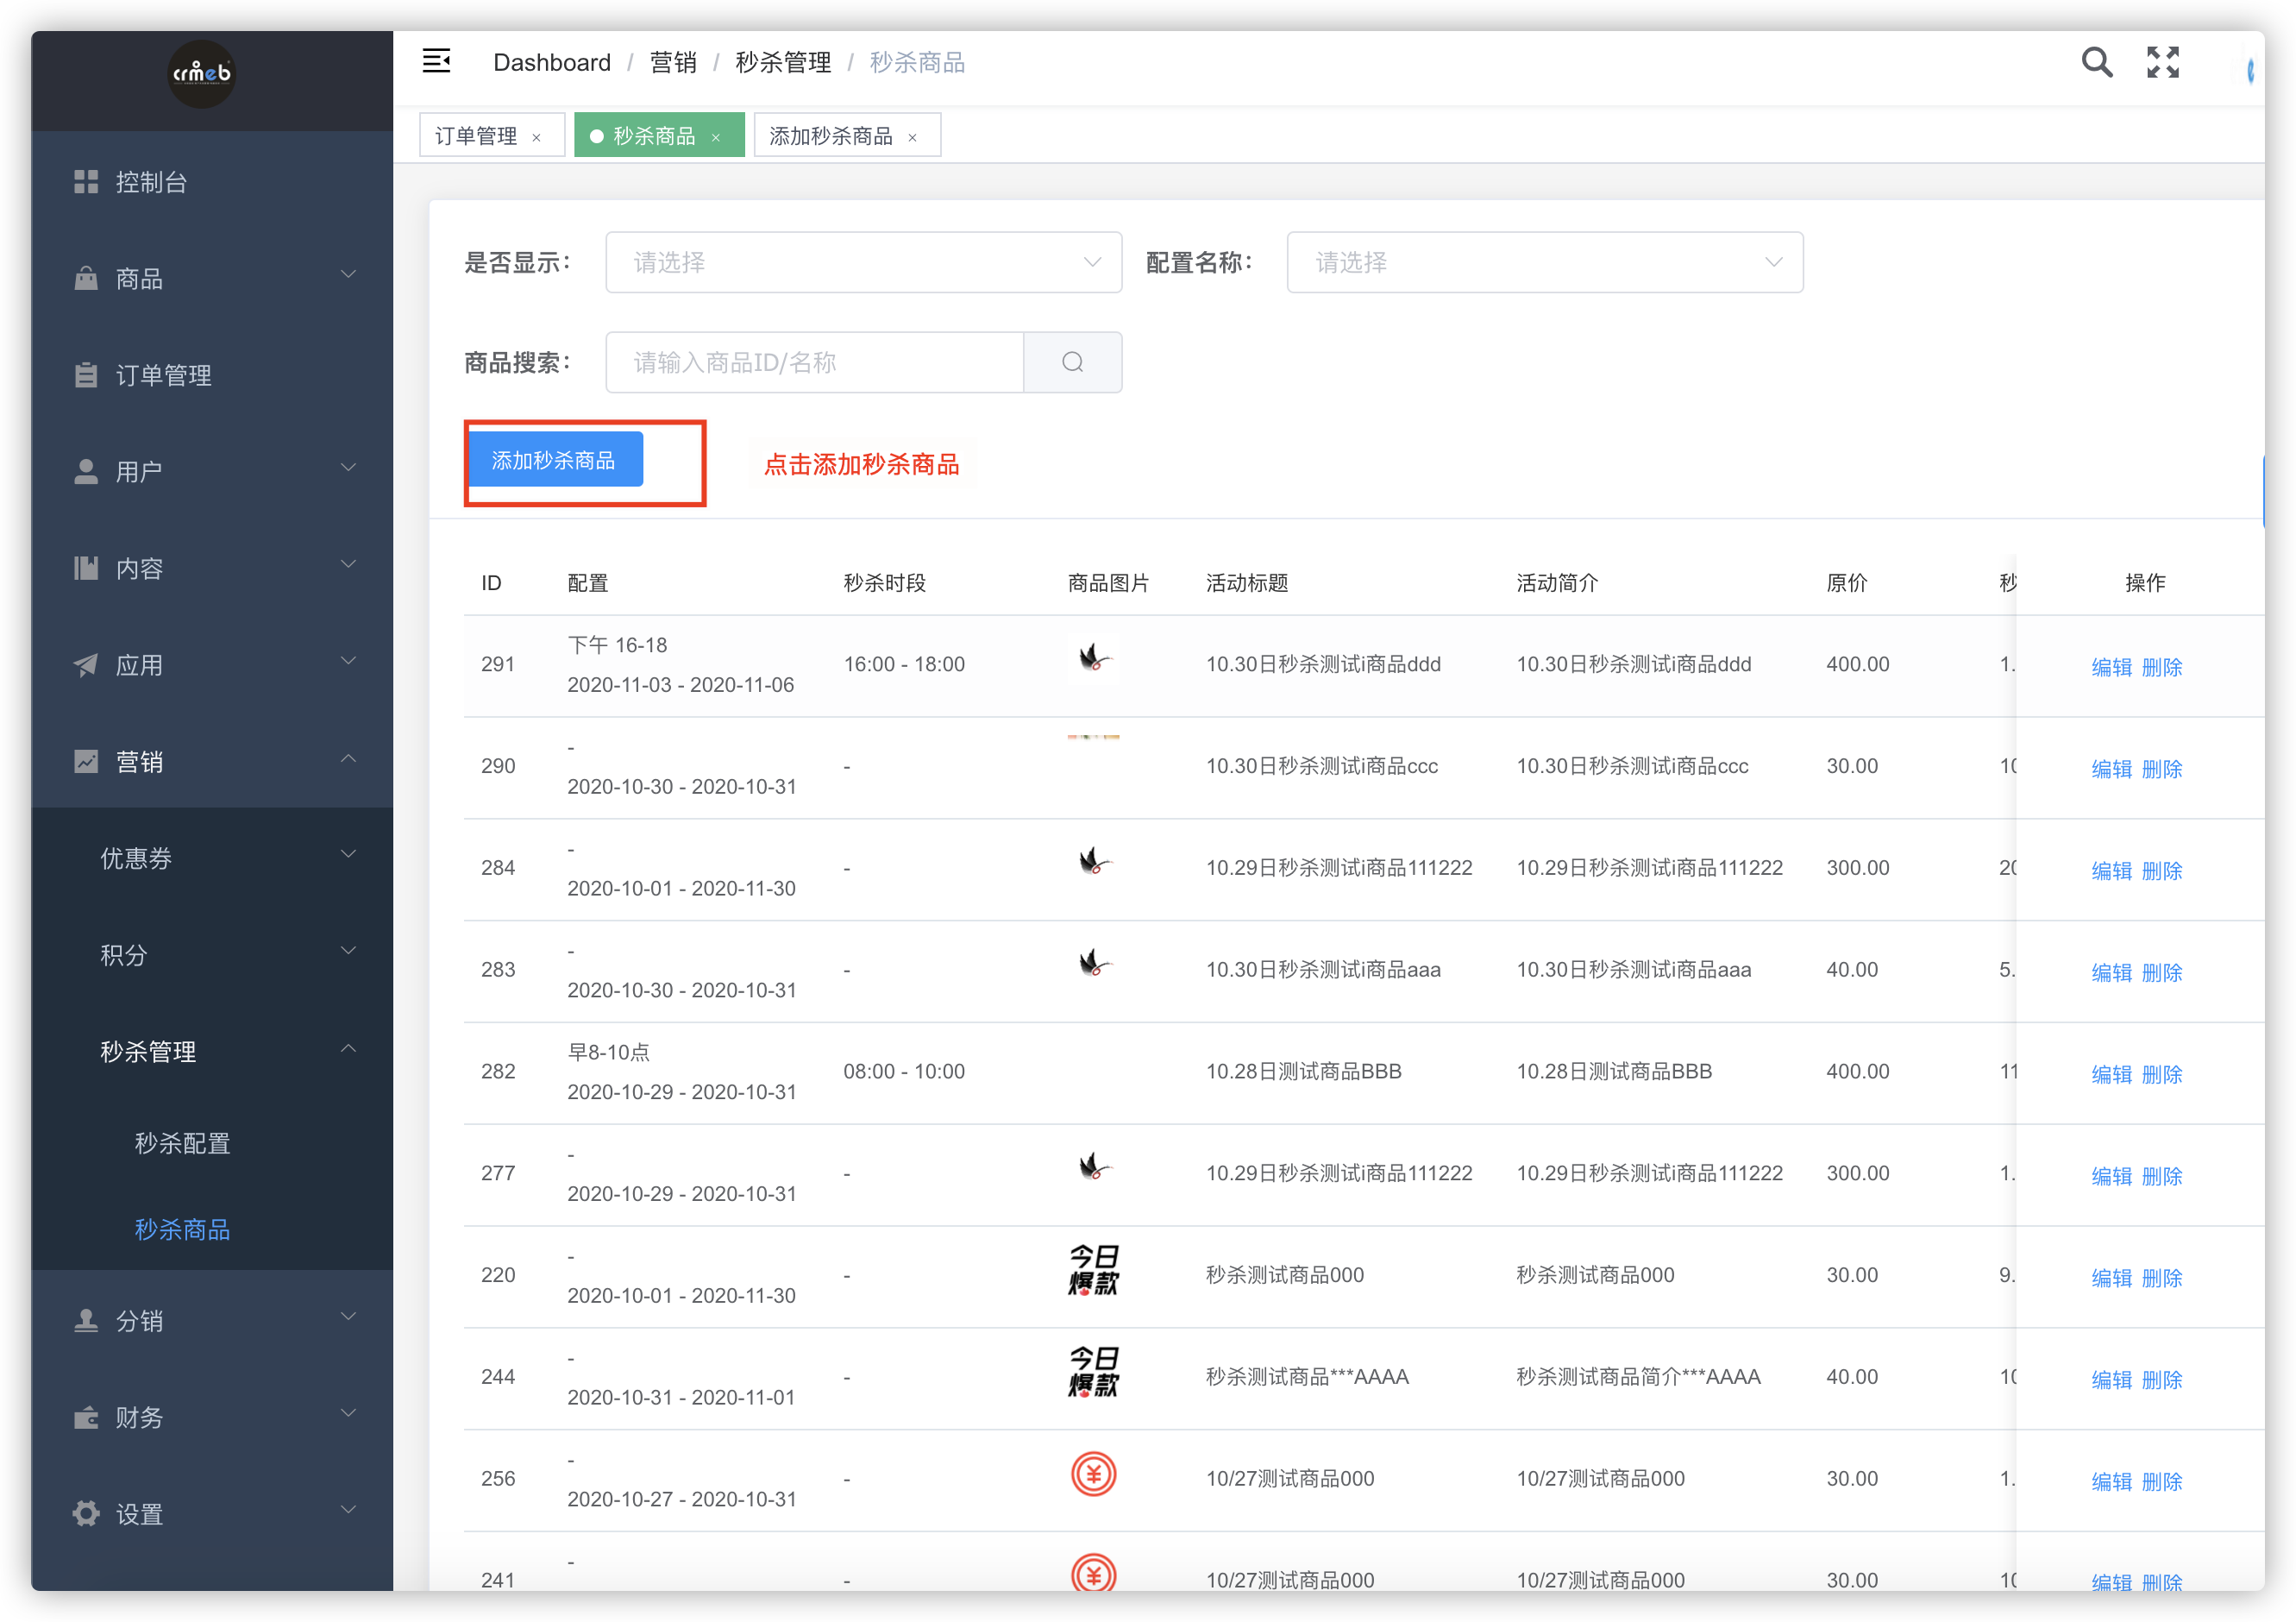 crmeb
Dashboard / 营销 / 秒杀管理 / 秒杀商品
订单管理 ×
秒杀商品 ×
添加秒杀商品 ×
控制台
商品
订单管理
用户
内容
应用
营销
优惠券
积分
秒杀管理
秒杀配置
秒杀商品
分销
财务
设置
是否显示： 请选择 配置名称： 请选择
商品搜索： 请输入商品ID/名称
添加秒杀商品 点击添加秒杀商品
ID 配置 秒杀时段 商品图片 活动标题 活动简介 原价 秒 操作
下午 16-18
291 16:00 - 18:00 10.30日秒杀测试i商品ddd 10.30日秒杀测试i商品ddd 400.00 1. 编辑 删除
2020-11-03 - 2020-11-06
-
290 - 10.30日秒杀测试i商品ccc 10.30日秒杀测试i商品ccc 30.00 10 编辑 删除
2020-10-30 - 2020-10-31
-
284 - 10.29日秒杀测试i商品111222 10.29日秒杀测试i商品111222 300.00 20 编辑 删除
2020-10-01 - 2020-11-30
-
283 - 10.30日秒杀测试i商品aaa 10.30日秒杀测试i商品aaa 40.00 5. 编辑 删除
2020-10-30 - 2020-10-31
早8-10点
282 08:00 - 10:00 10.28日测试商品BBB 10.28日测试商品BBB 400.00 11 编辑 删除
2020-10-29 - 2020-10-31
-
277 - 10.29日秒杀测试i商品111222 10.29日秒杀测试i商品111222 300.00 1. 编辑 删除
2020-10-29 - 2020-10-31
-
220 - 今日爆款 秒杀测试商品000 秒杀测试商品000 30.00 9. 编辑 删除
2020-10-01 - 2020-11-30
-
244 - 今日爆款 秒杀测试商品***AAAA 秒杀测试商品简介***AAAA 40.00 10 编辑 删除
2020-10-31 - 2020-11-01
-
256 - ¥ 10/27测试商品000 10/27测试商品000 30.00 1. 编辑 删除
2020-10-27 - 2020-10-31
-
241 - ¥ 10/27测试商品000 10/27测试商品000 30.00 10 编辑 删除